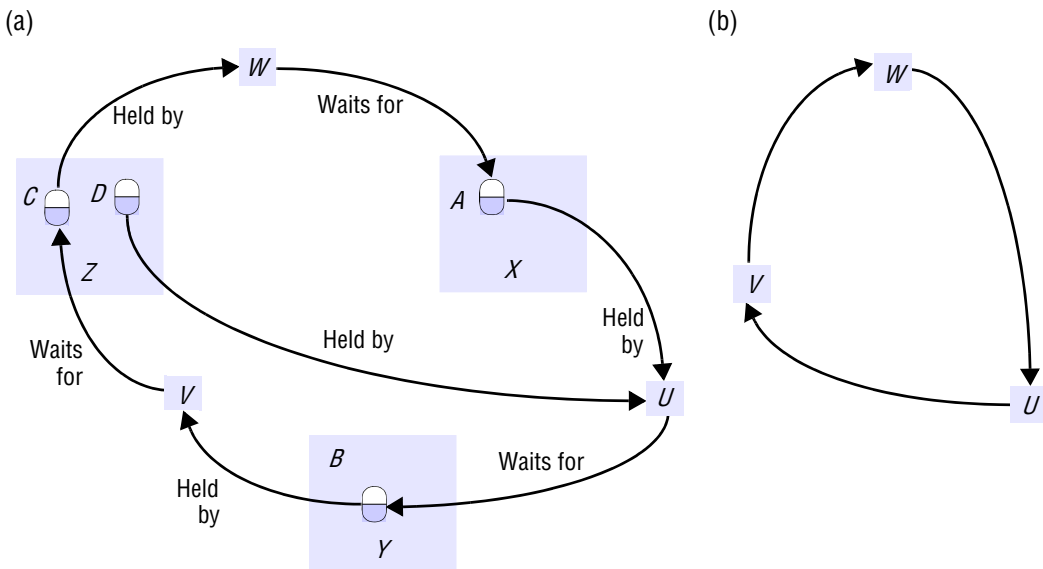 (a)
(b)
W
W
Waits for
Held by
C
D
A
Z
X
V
Held
by
Held by
Waits
for
V
U
U
B
Waits for
Held
by
Y